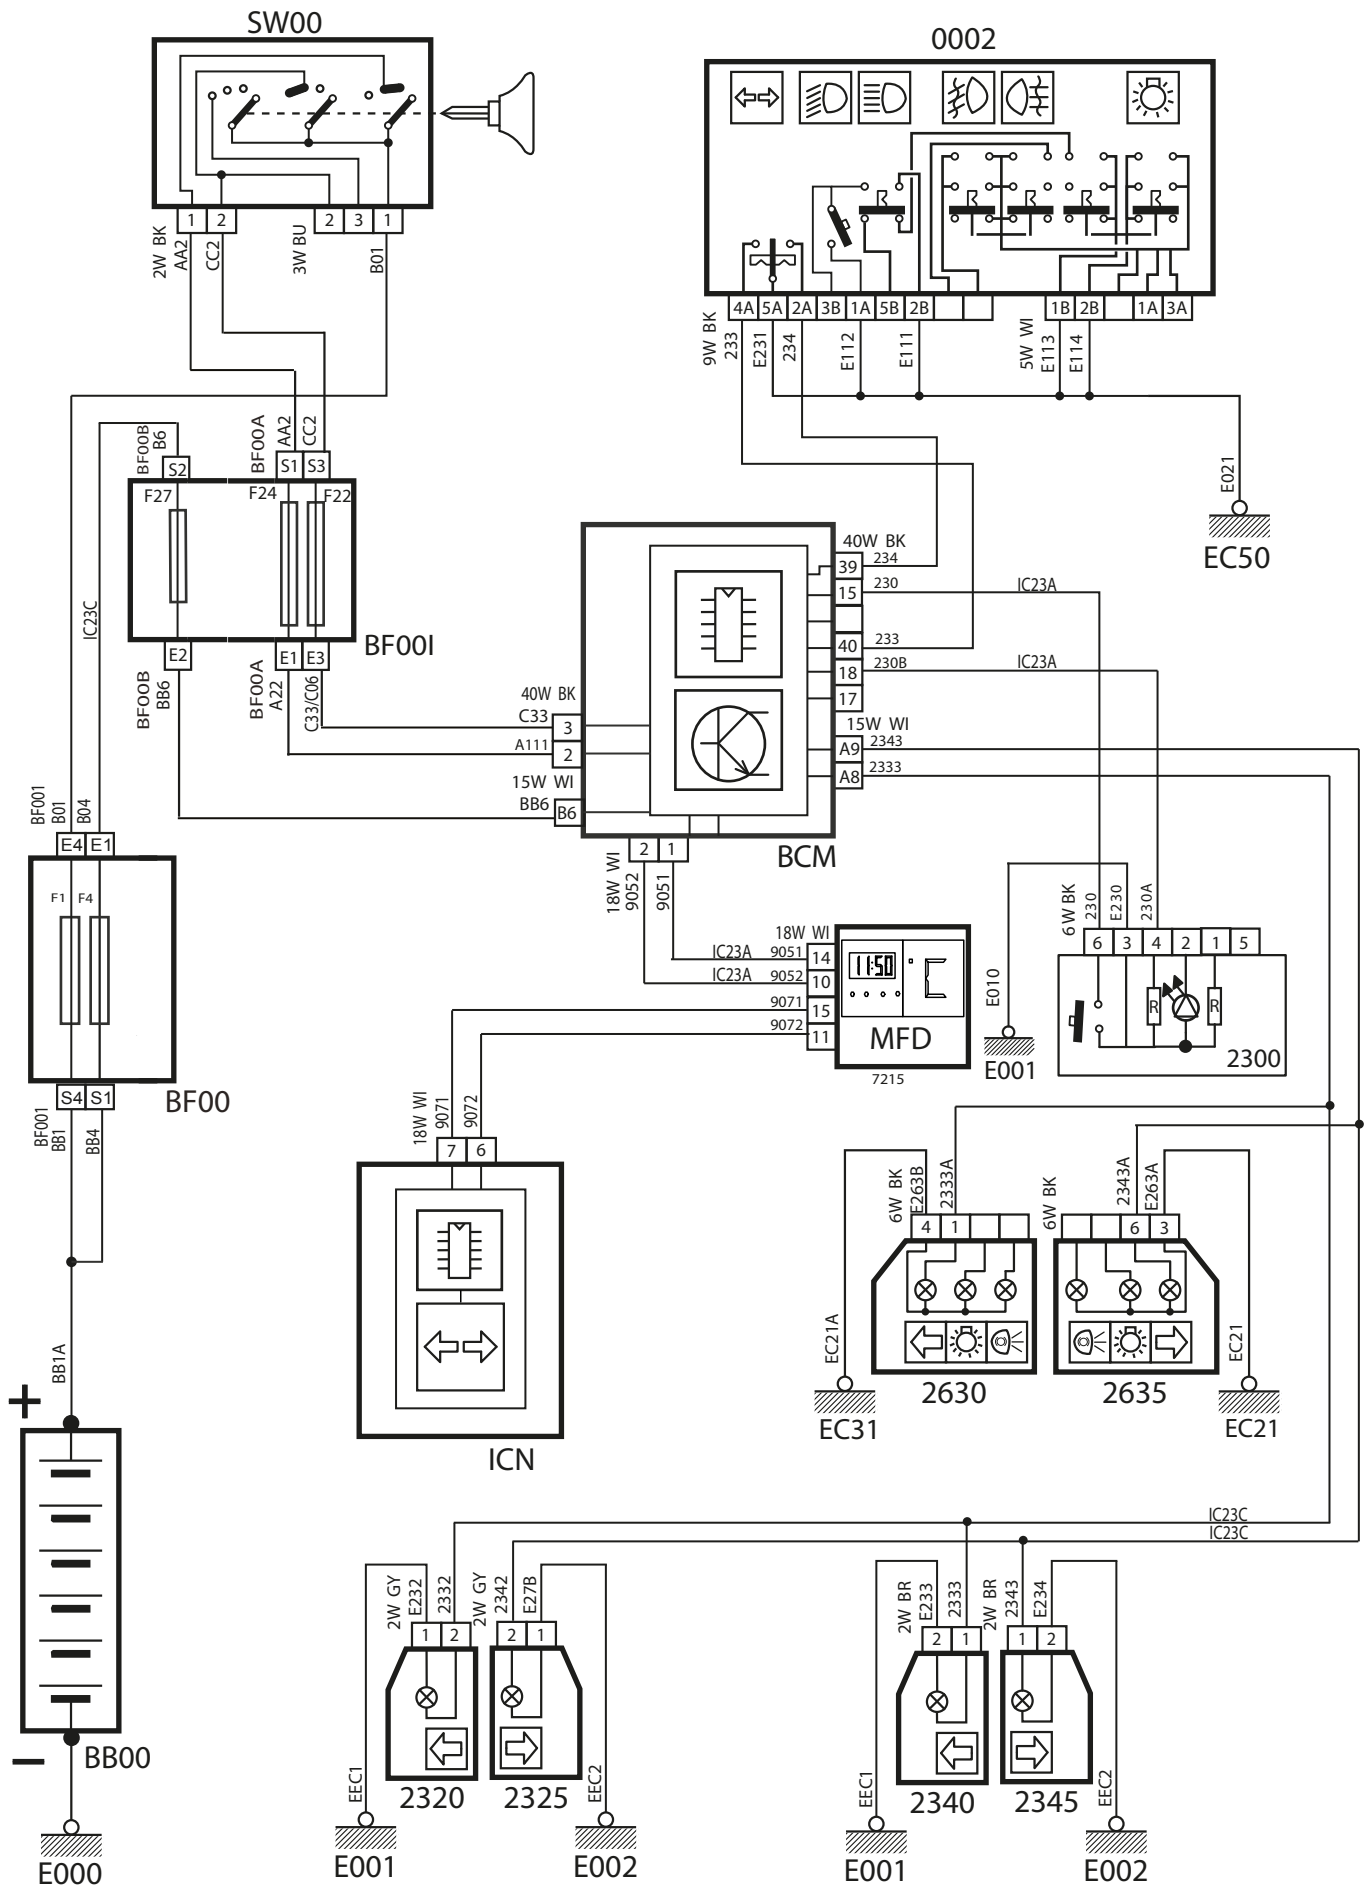 SW00
0002
1
2
2
3
1
2W BK
AA2
CC2
3W BU
B01
4A
5A
2A
3B
1A
5B
2B
1B
2B
1A
3A
9W BK
233
E231
234
E112
E111
5W WI
E113
E114
E021
EC50
BF00B
B6
BF00A
AA2
CC2
S2
S1
S3
F27
F24
F22
IC23C
BF00I
E2
E1
E3
BF00B
BB6
BF00A
A22
C33/C06
40W BK
39
234
15
230
IC23A
40
233
18
230B
IC23A
17
15W WI
A9
2343
A8
2333
40W BK
C33
3
A111
2
15W WI
BB6
B6
BCM
2
1
18W WI
9052
9051
BF001
B01
B04
E4
E1
F1
F4
S4
S1
BF00
BF001
BB1
BB4
18W WI
IC23A
9051
14
IC23A
9052
10
9071
15
9072
11
11:50
MFD
7215
6W BK
230
E230
230A
6
3
4
2
1
5
R
R
2300
E010
E001
18W WI
9071
9072
7
6
ICN
6W BK
E263B
2333A
4
1
6W BK
2343A
E263A
6
3
EC21A
EC21
2630
2635
EC31
EC21
BB1A
+
−
BB00
E000
IC23C
IC23C
2W GY
E232
2332
2W GY
2342
E27B
1
2
2
1
2W BR
E233
2333
2W BR
2343
E234
2
1
1
2
EEC1
EEC2
EEC1
EEC2
2320
2325
2340
2345
E001
E002
E001
E002